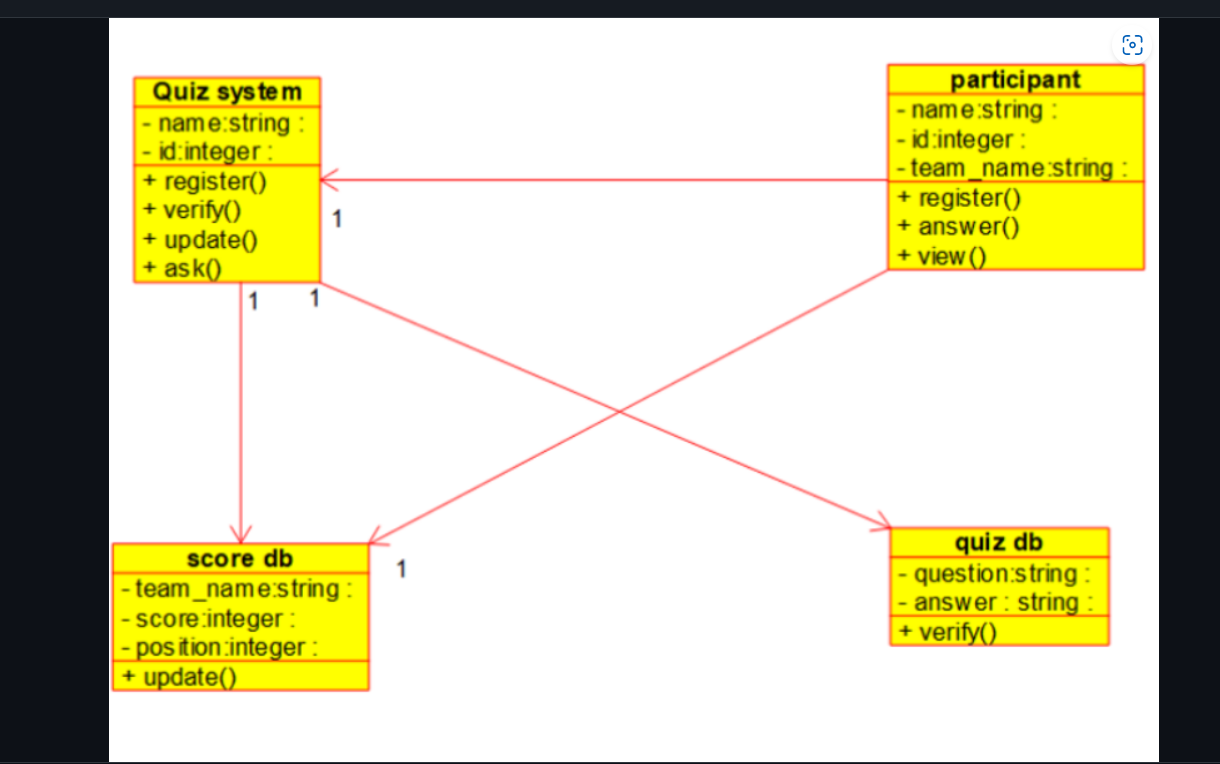 Quiz system
- name:string :
- id:integer :
+ register()
+ verify()
+ update()
+ ask()
participant
- name:string :
- id:integer :
- team_name:string :
+ register()
+ answer()
+ view()
1
1
1
score db
- team_name:string :
- score:integer :
- position:integer :
+ update()
1
quiz db
- question:string :
- answer : string :
+ verify()